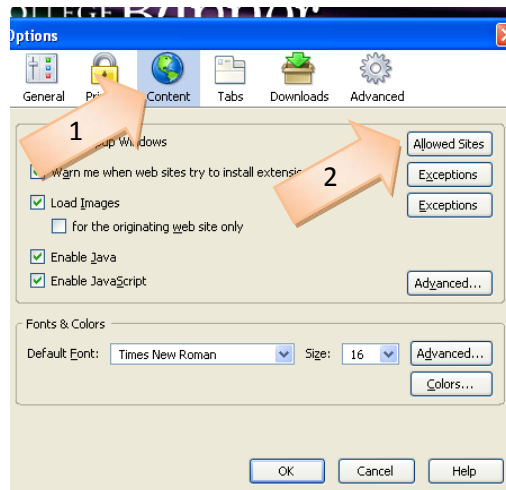 Options
General Content Tabs Downloads Advanced
1
Windows Allowed Sites
Warn me when web sites try to install 2 Exceptions
Load Images Exceptions
for the originating web site only
Enable Java
Enable JavaScript Advanced...
Fonts & Colors
Default Font: Times New Roman Size: 16 Advanced...
Colors...
OK Cancel Help